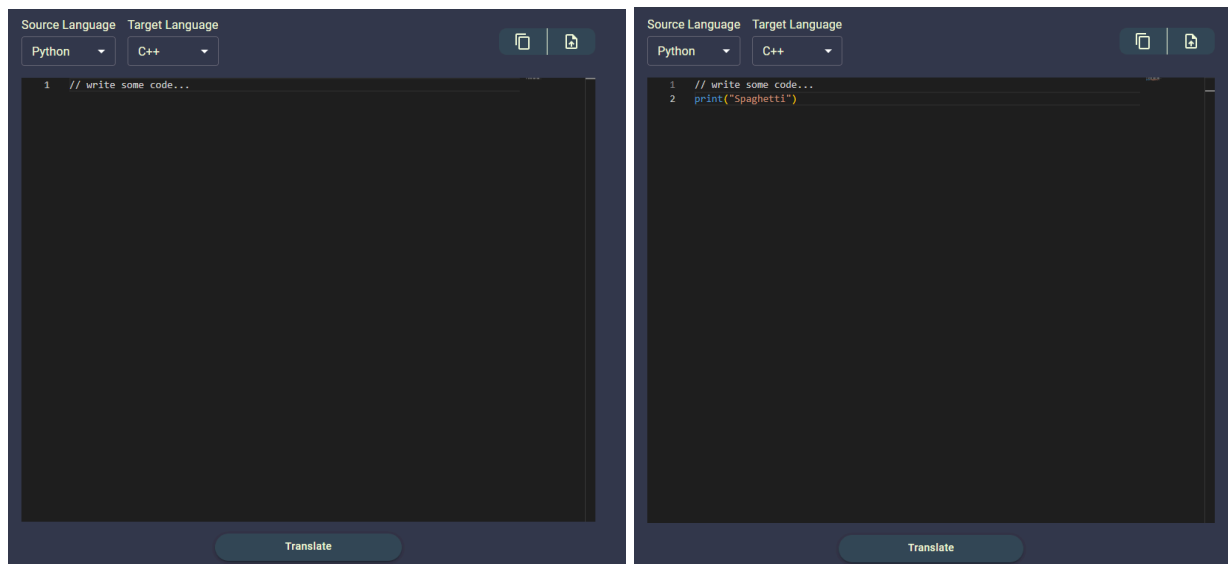 Source Language Target Language
Python C++
1 // write some code...
Translate
Source Language Target Language
Python C++
1 // write some code...
2 print("Spaghetti")
Translate